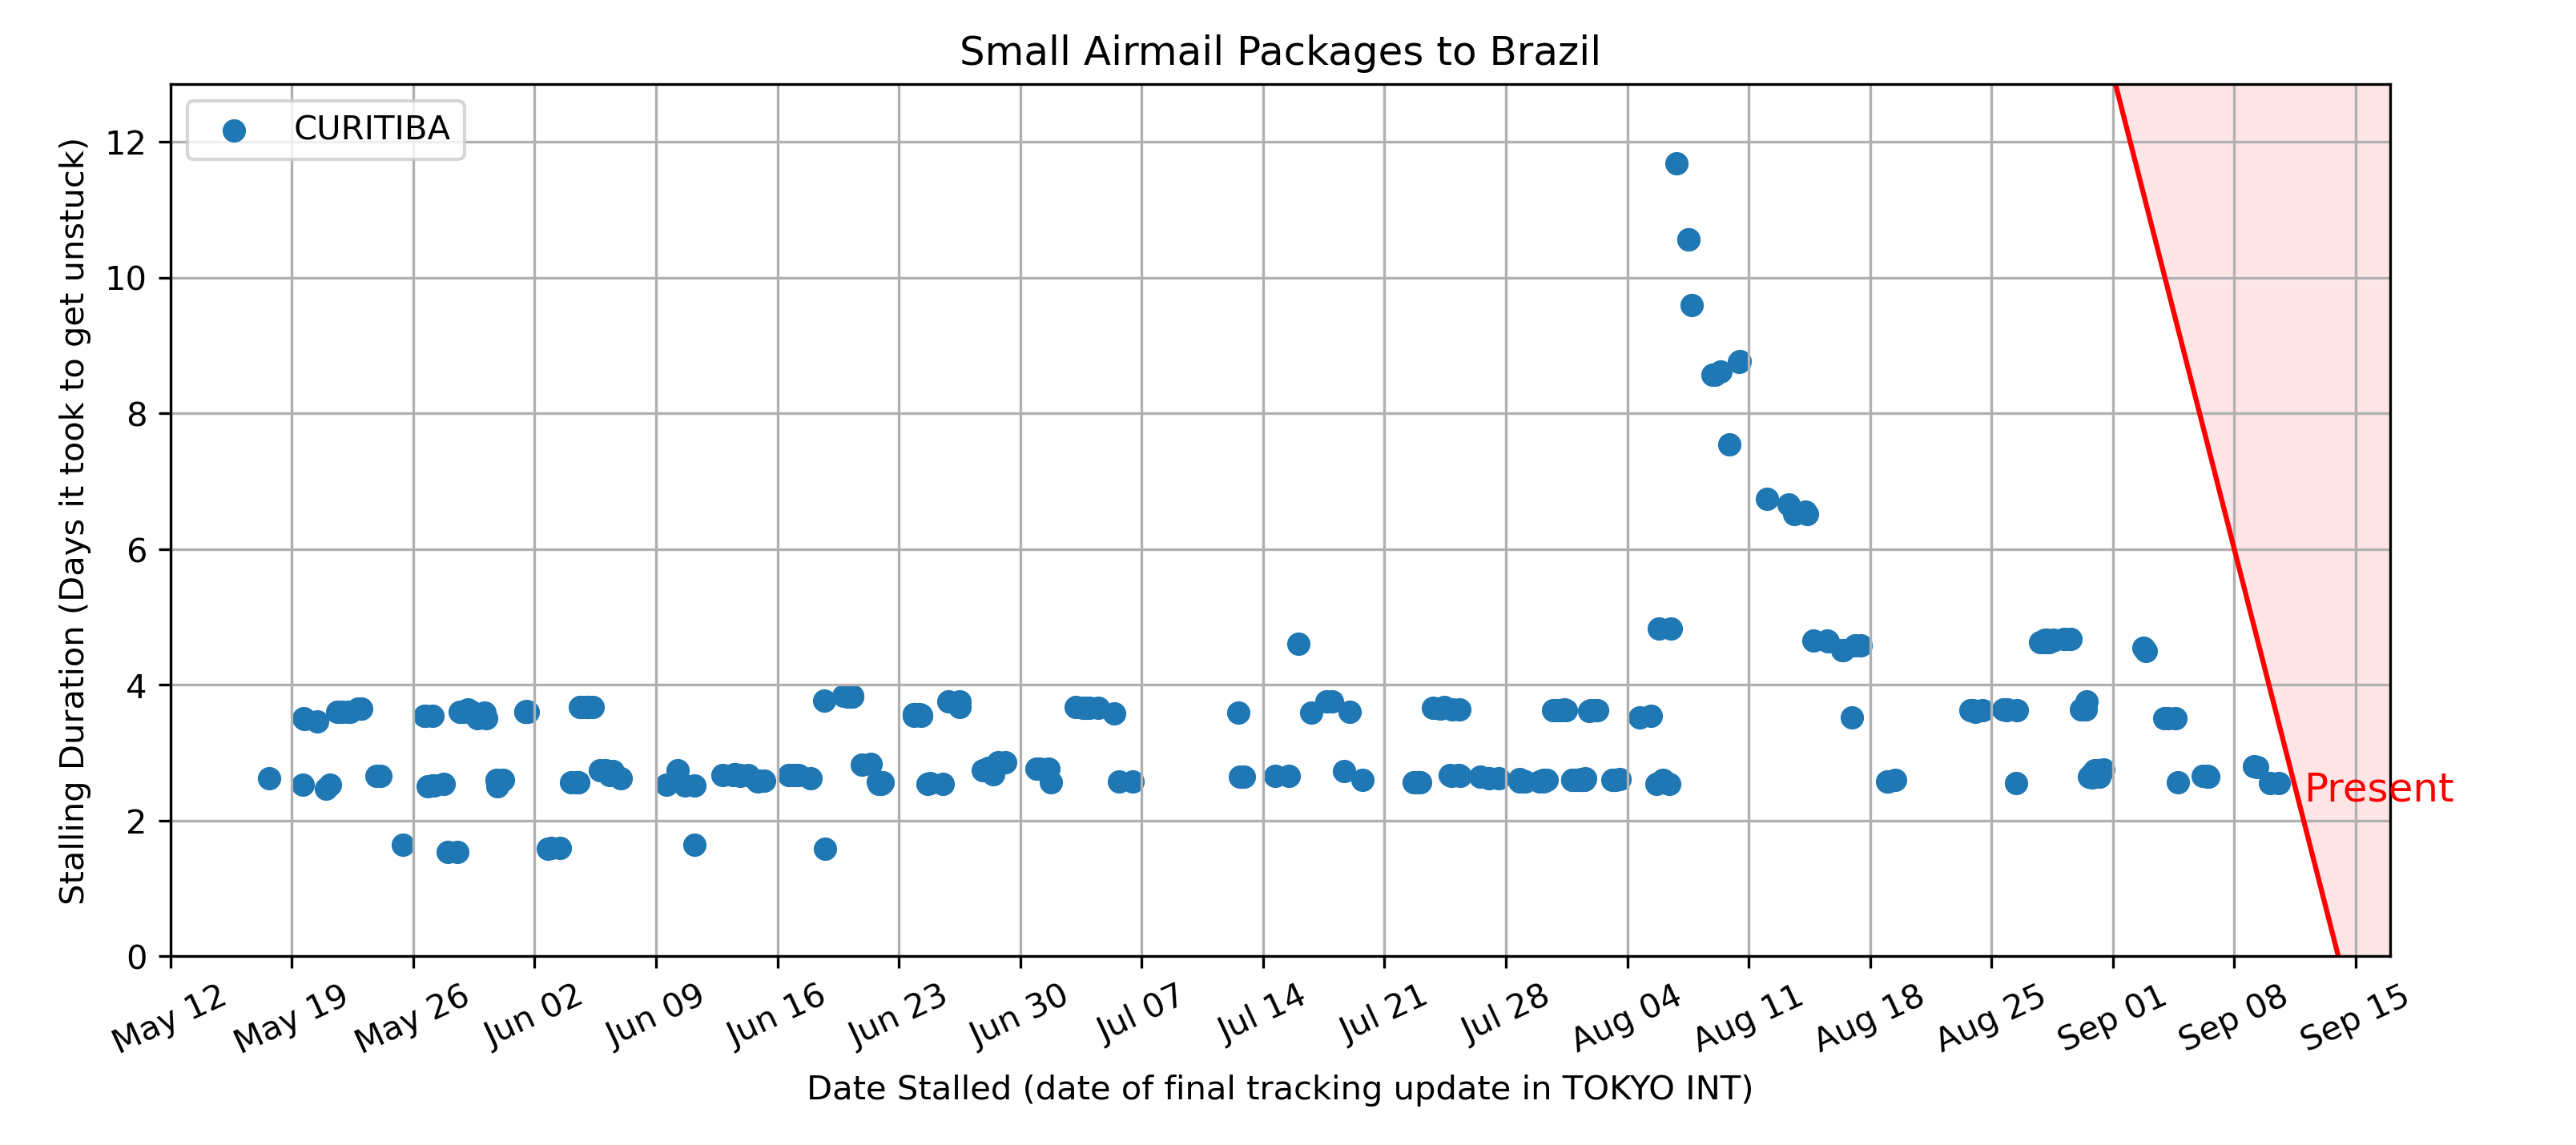 Small Airmail Packages to Brazil
CURITIBA
Stalling Duration (Days it took to get unstuck)
12
10
8
6
4
2
0
Present
May 12
May 19
May 26
Jun 02
Jun 09
Jun 16
Jun 23
Jun 30
Jul 07
Jul 14
Jul 21
Jul 28
Aug 04
Aug 11
Aug 18
Aug 25
Sep 01
Sep 08
Sep 15
Date Stalled (date of final tracking update in TOKYO INT)